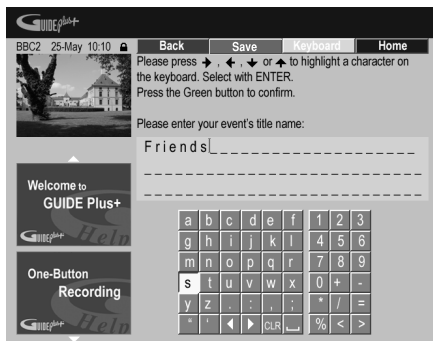 GUIDE Plus+
BBC2 25-May 10:10
Back Save Keyboard Home
Please press , , or to highlight a character on
the keyboard. Select with ENTER.
Press the Green button to confirm.
Please enter your event's title name:
Friends
Welcome to
GUIDE Plus+
GUIDE Plus+ Help
One-Button
Recording
GUIDE Plus+ Help
a b c d e f 1 2 3
g h i j k l 4 5 6
m n o p q r 7 8 9
s t u v w x 0 + -
y z . : , ; * / =
" ' CLR % < >